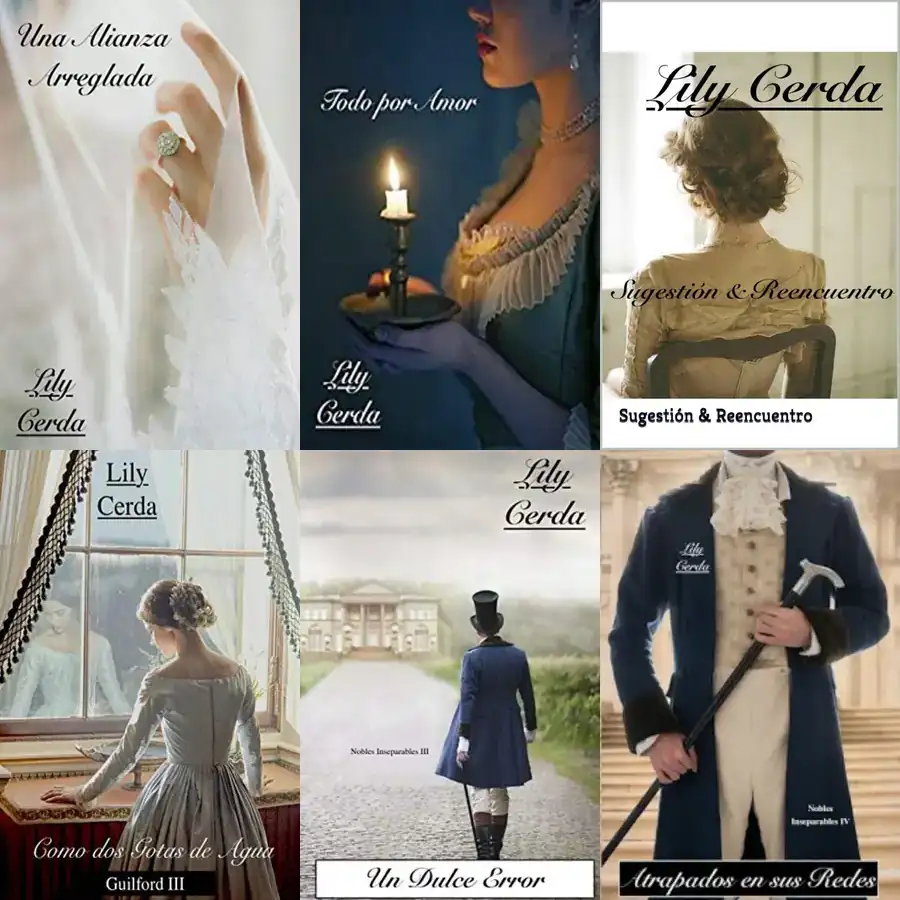 Una Alianza
Arreglada
Lily
Cerda
Todo por Amor
Lily
Cerda
Lily Cerda
Sugestión & Reencuentro
Sugestión & Reencuentro
Lily
Cerda
Como dos Gotas de Agua
Guilford III
Lily
Cerda
Nobles Inseparables III
Un Dulce Error
Lily
Cerda
Nobles
Inseparables IV
Atrapados en sus Redes